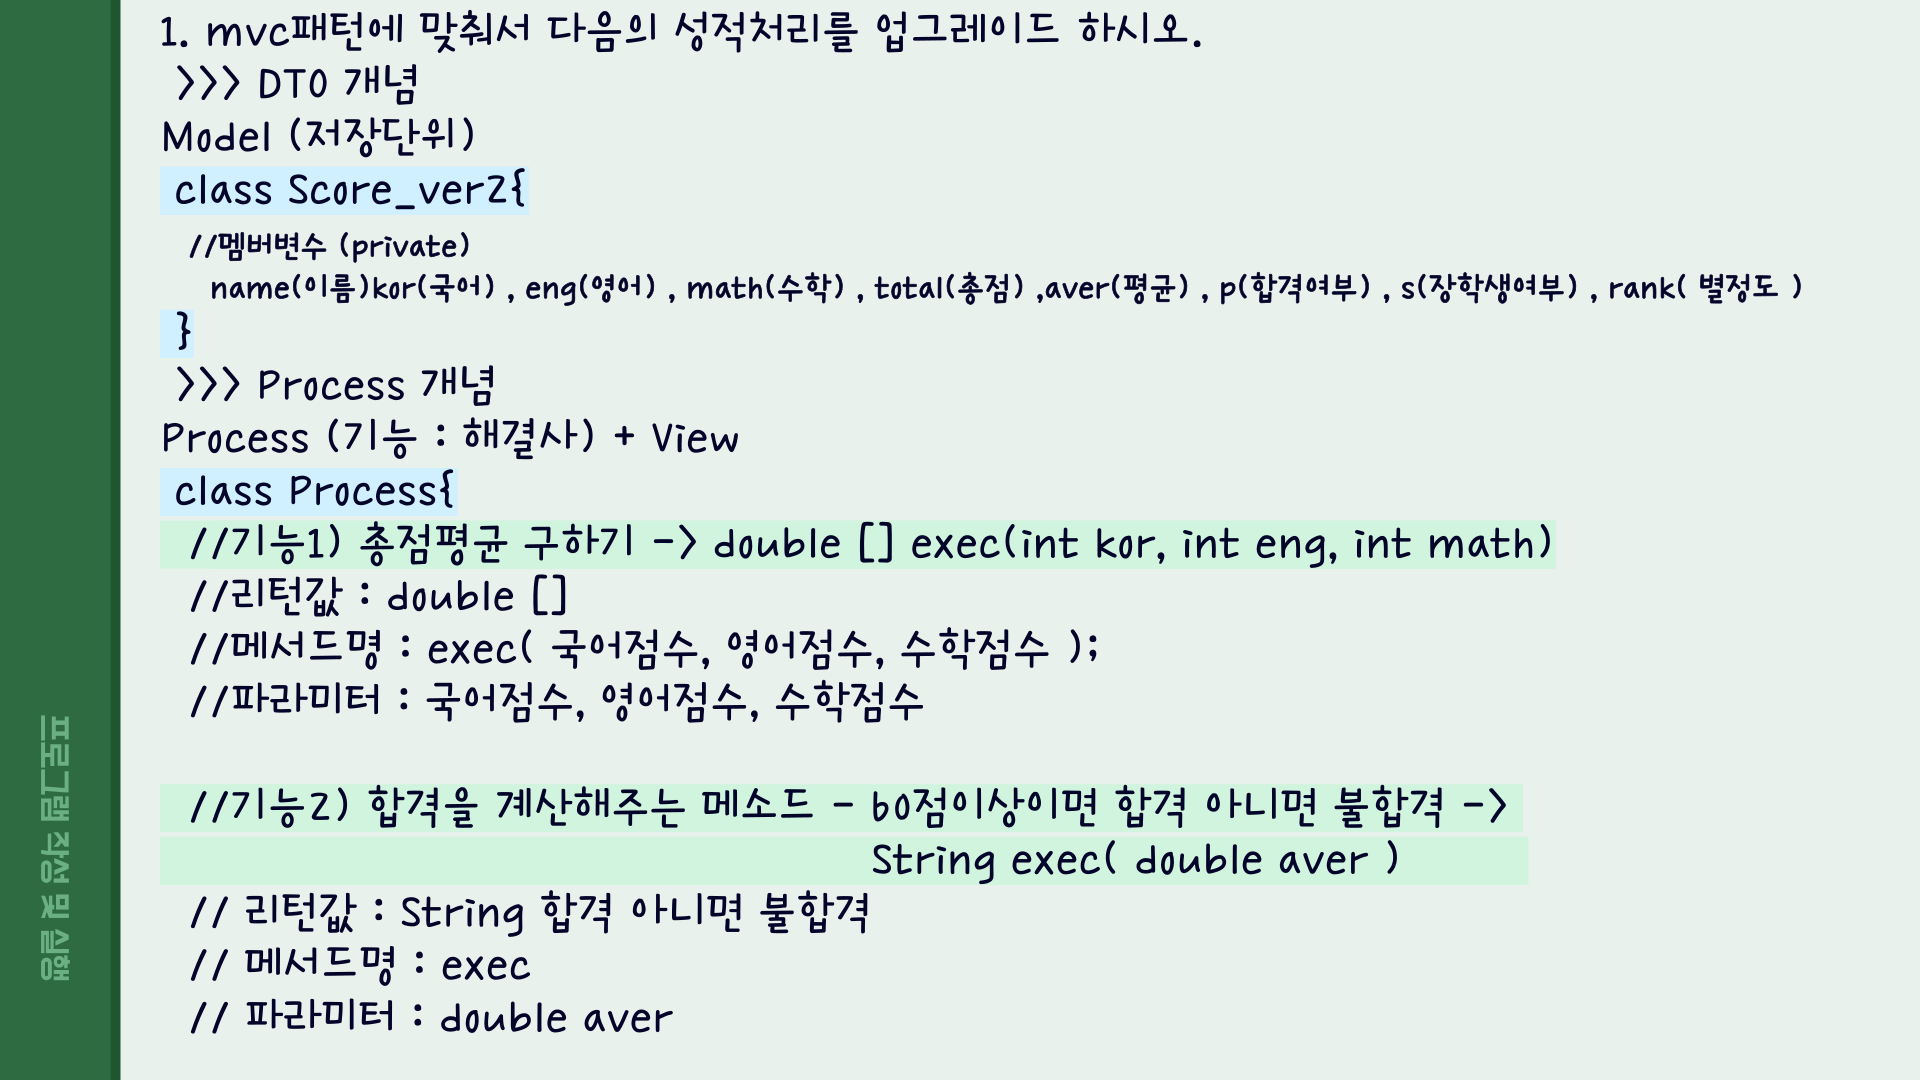 1. mvc패턴에 맞춰서 다음의 성적처리를 업그레이드 하시오.
>>> DTO 개념
Model (저장단위)
class Score_ver2{
//멤버변수 (private)
name(이름)kor(국어) , eng(영어) , math(수학) , total(총점) ,aver(평균) , p(합격여부) , s(장학생여부) , rank( 별정도 )
}
>>> Process 개념
Process (기능 : 해결사) + View
class Process{
//기능1) 총점평균 구하기 -> double [] exec(int kor, int eng, int math)
//리턴값 : double []
//메서드명 : exec( 국어점수, 영어점수, 수학점수 );
//파라미터 : 국어점수, 영어점수, 수학점수
//기능2) 합격을 계산해주는 메소드 - 60점이상이면 합격 아니면 불합격 ->
String exec( double aver )
// 리턴값 : String 합격 아니면 불합격
// 메서드명 : exec
// 파라미터 : double aver
프로그램 작성 및 실행